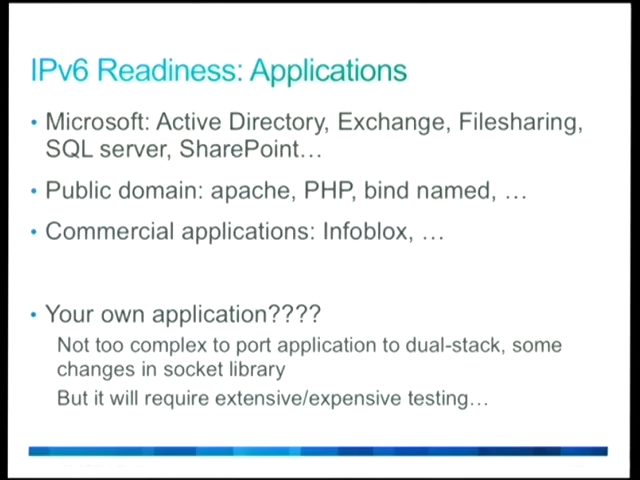 IPv6 Readiness: Applications
• Microsoft: Active Directory, Exchange, Filesharing,
SQL server, SharePoint…
• Public domain: apache, PHP, bind named, …
• Commercial applications: Infoblox, …
• Your own application????
Not too complex to port application to dual-stack, some
changes in socket library
But it will require extensive/expensive testing…